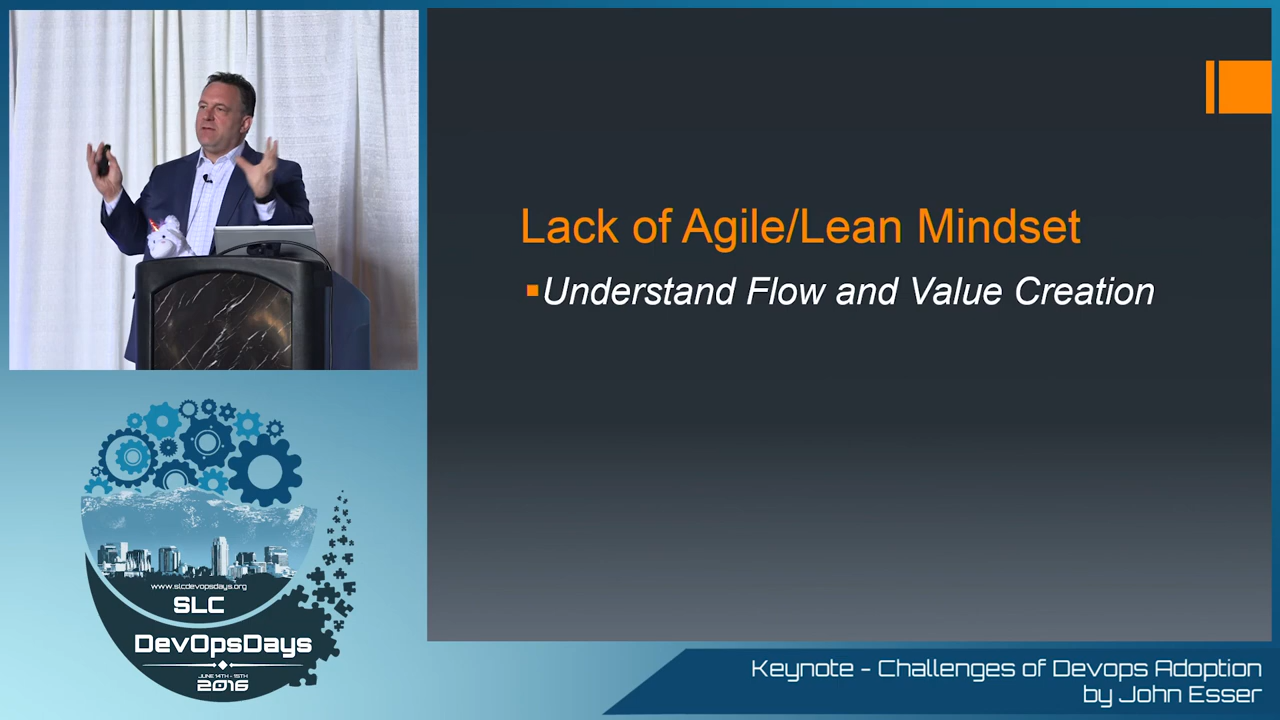 Lack of Agile/Lean Mindset
Understand Flow and Value Creation
www.slcdevopsdays.org
SLC
DevOpsDays
JUNE 14TH - 15TH
2016
Keynote - Challenges of Devops Adoption
by John Esser